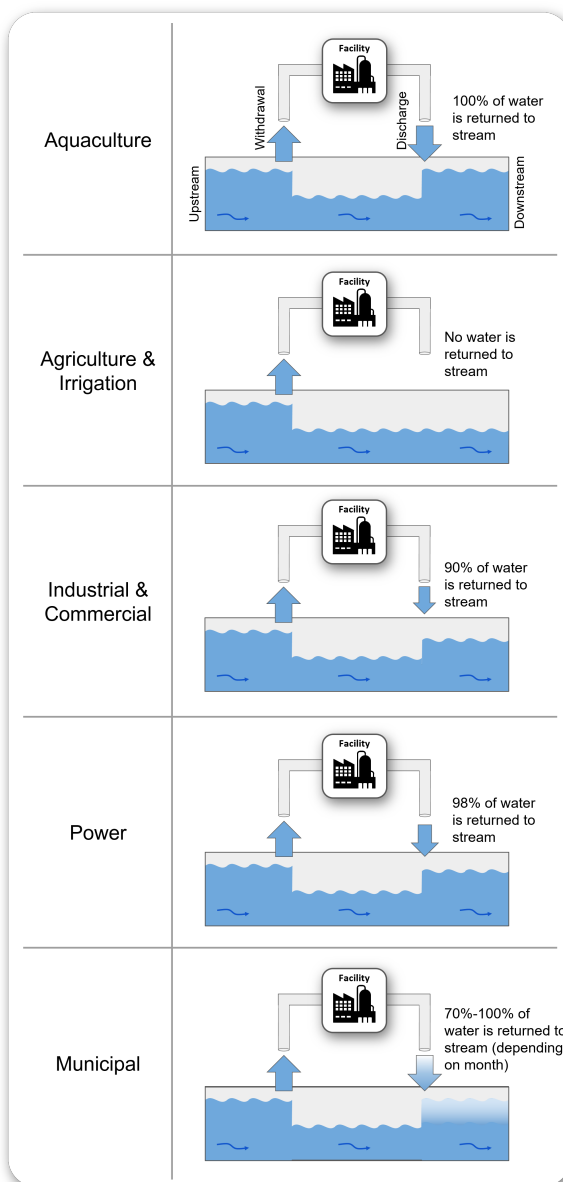 Aquaculture
Facility
Withdrawal
Discharge
Upstream
Downstream
100% of water
is returned to
stream
Agriculture &
Irrigation
Facility
No water is
returned to
stream
Industrial &
Commercial
Facility
90% of water
is returned to
stream
Power
Facility
98% of water
is returned to
stream
Municipal
Facility
70%-100% of
water is returned to
stream (depending
on month)